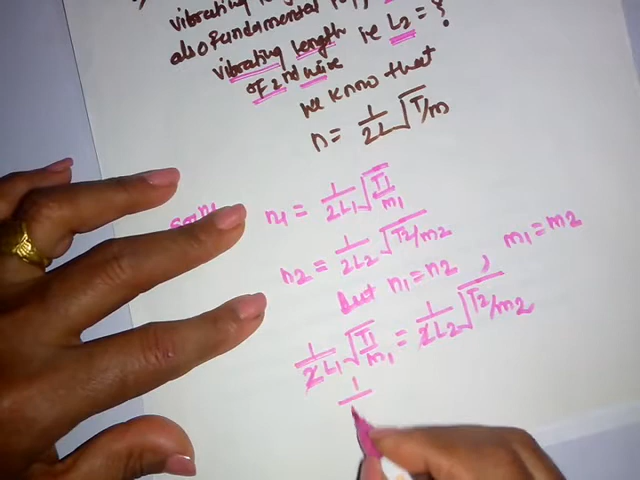 vibrating
also fundamental
vibrating length ie L2 = ?
of 2nd wire
we know that
n = 1/2L √T/m
n1 = 1/2L1 √T1/m1
n2 = 1/2L2 √T2/m2
but n1 = n2 , m1 = m2
1/2L1 √T1/m1 = 1/2L2 √T2/m2
1